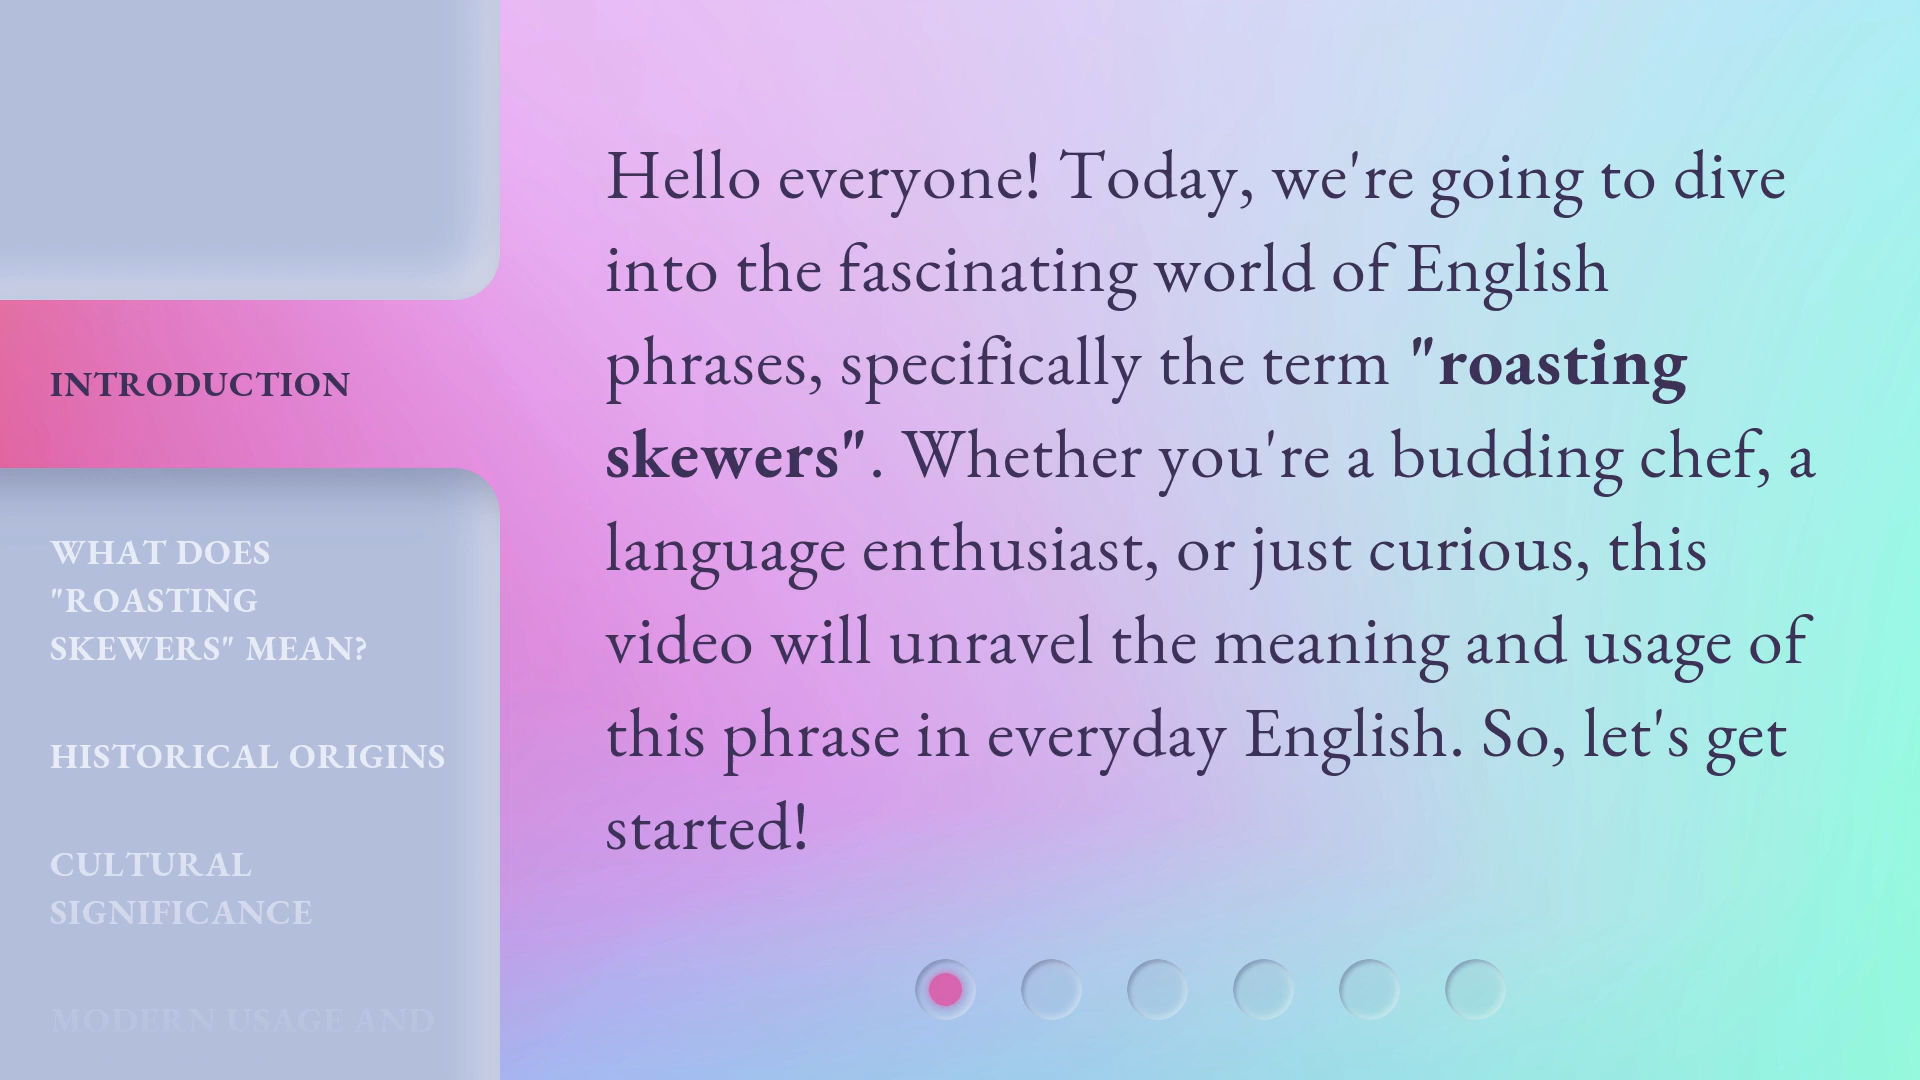 INTRODUCTION
WHAT DOES
"ROASTING
SKEWERS" MEAN?
HISTORICAL ORIGINS
CULTURAL
SIGNIFICANCE
MODERN USAGE AND
Hello everyone! Today, we're going to dive
into the fascinating world of English
phrases, specifically the term "roasting
skewers". Whether you're a budding chef, a
language enthusiast, or just curious, this
video will unravel the meaning and usage of
this phrase in everyday English. So, let's get
started!